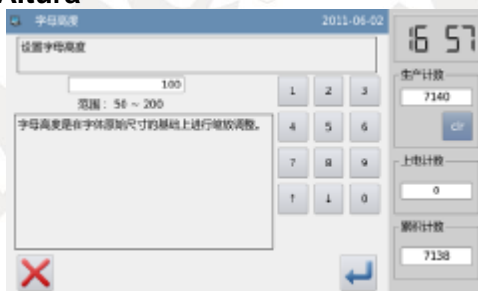 Altura
字母高度 2011-06-02
16 57
设置字母高度
100
范围： 50 ~ 200
字母高度是在字体原始尺寸的基础上进行缩放调整。
1 2 3
4 5 6
7 8 9
↑ ↓ 0
生产计数
7140
clr
上电计数
0
累积计数
7138